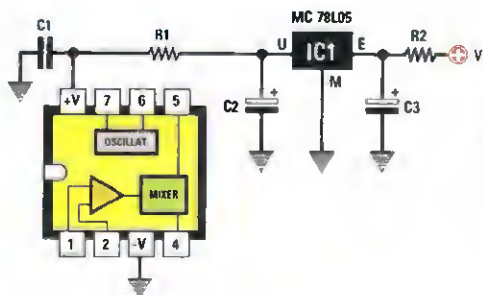 C1
R1
MC 78L05
U
IC1
E
R2
V
M
C2
+
C3
+
+V
7
6
5
OSCILLAT
MIXER
1
2
-V
4